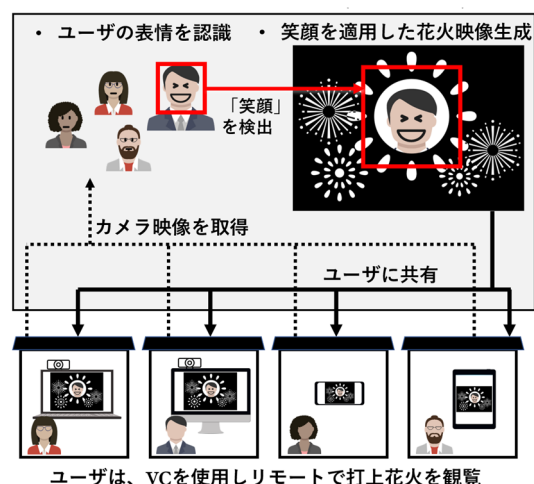 ・ ユーザの表情を認識
・ 笑顔を適用した花火映像生成
「笑顔」
を検出
カメラ映像を取得
ユーザに共有
ユーザは、VCを使用しリモートで打上花火を観覧